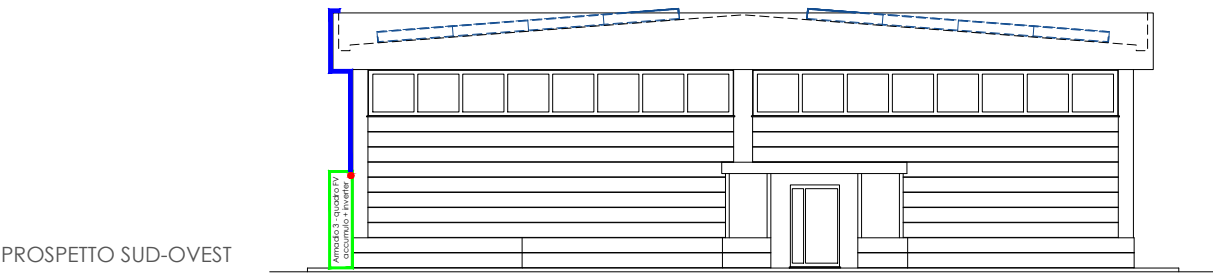 Armadio 3 - quadro FV
accumulo + inverter
PROSPETTO SUD-OVEST